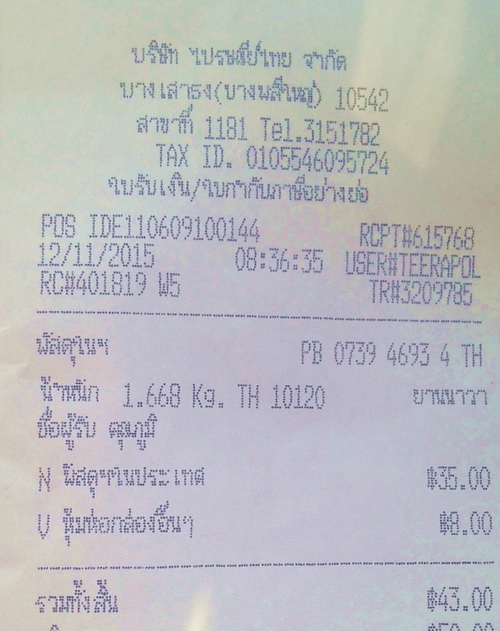 บริษัท ไปรษณีย์ไทย จำกัด
บางเสาธง(บางพลีใหญ่) 10542
สาขาที่ 1181 Tel.3151782
TAX ID. 0105546095724
ใบรับเงิน/ใบกำกับภาษีอย่างย่อ
POS IDE110609100144 RCPT#615768
12/11/2015 08:36:35 USER#TEERAPOL
RC#401819 W5 TR#3209785
พัสดุในฯ PB 0739 4693 4 TH
น้ำหนัก 1.668 Kg. TH 10120 ยานนาวา
ชื่อผู้รับ คุณภูมิ
N พัสดุฯในประเทศ ฿35.00
V หุ้มห่อกล่องอื่นๆ ฿8.00
รวมทั้งสิ้น ฿43.00